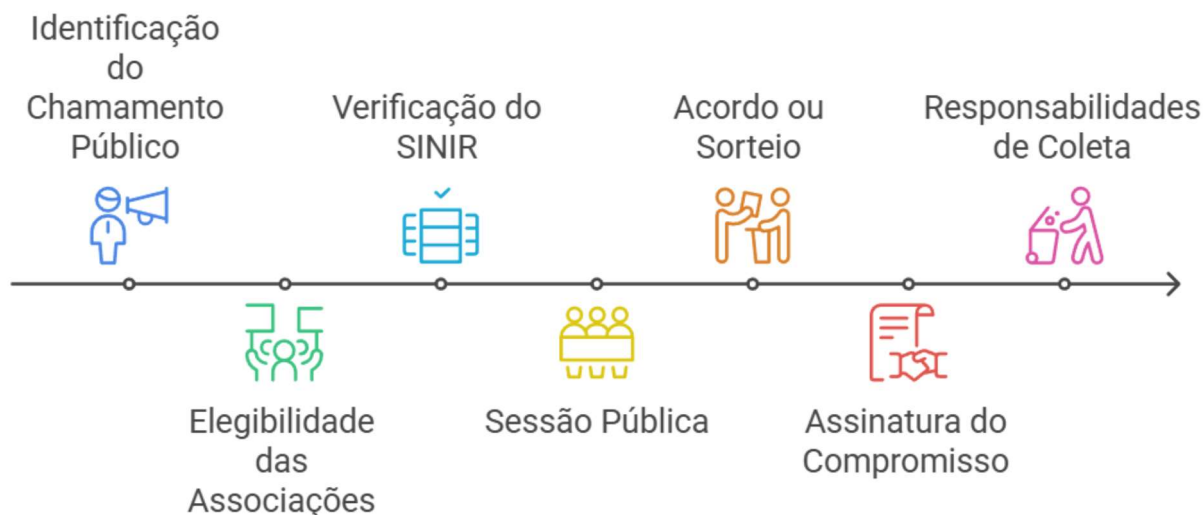 Identificação
do
Chamamento
Público
Elegibilidade
das
Associações
Verificação do
SINIR
Sessão Pública
Acordo ou
Sorteio
Assinatura do
Compromisso
Responsabilidades
de Coleta